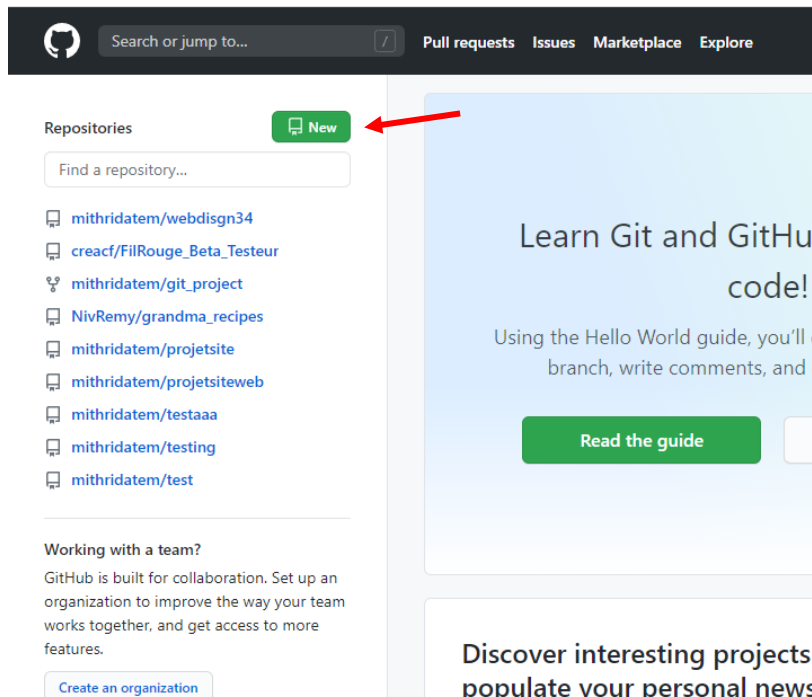 Search or jump to...
/
Pull requests Issues Marketplace Explore
Repositories
New
Find a repository...
mithridatem/webdisgn34
creacf/FilRouge_Beta_Testeur
mithridatem/git_project
NivRemy/grandma_recipes
mithridatem/projetsite
mithridatem/projetsiteweb
mithridatem/testaaa
mithridatem/testing
mithridatem/test
Working with a team?
GitHub is built for collaboration. Set up an
organization to improve the way your team
works together, and get access to more
features.
Create an organization
Learn Git and GitHu
code!
Using the Hello World guide, you'll
branch, write comments, and
Read the guide
Discover interesting projects
populate your personal news